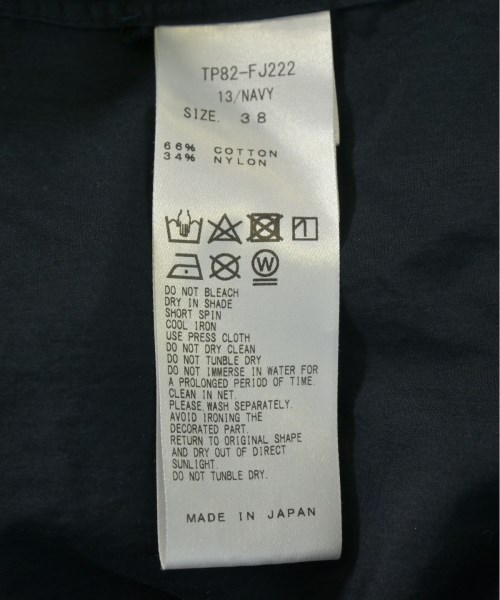 TP82-FJ222
13/NAVY
SIZE. 38
66% COTTON
34% NYLON
W
DO NOT BLEACH
DRY IN SHADE
SHORT SPIN
COOL IRON
USE PRESS CLOTH
DO NOT DRY CLEAN
DO NOT TUNBLE DRY
DO NOT IMMERSE IN WATER FOR
A PROLONGED PERIOD OF TIME
CLEAN IN NET.
PLEASE WASH SEPARATELY.
AVOID IRONING THE
DECORATED PART.
RETURN TO ORIGINAL SHAPE
AND DRY OUT OF DIRECT
SUNLIGHT.
DO NOT TUNBLE DRY.
MADE IN JAPAN